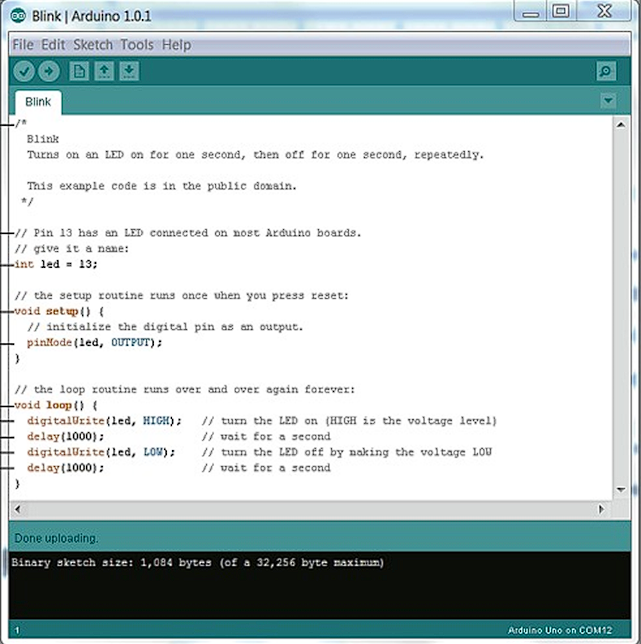 Blink | Arduino 1.0.1
File Edit Sketch Tools Help
Blink
/*
Blink
Turns on an LED on for one second, then off for one second, repeatedly.
This example code is in the public domain.
*/
// Pin 13 has an LED connected on most Arduino boards.
// give it a name:
int led = 13;
// the setup routine runs once when you press reset:
void setup() {
// initialize the digital pin as an output.
pinMode(led, OUTPUT);
}
// the loop routine runs over and over again forever:
void loop() {
digitalWrite(led, HIGH); // turn the LED on (HIGH is the voltage level)
delay(1000); // wait for a second
digitalWrite(led, LOW); // turn the LED off by making the voltage LOW
delay(1000); // wait for a second
}
Done uploading.
Binary sketch size: 1,084 bytes (of a 32,256 byte maximum)
1 Arduino Uno on COM12